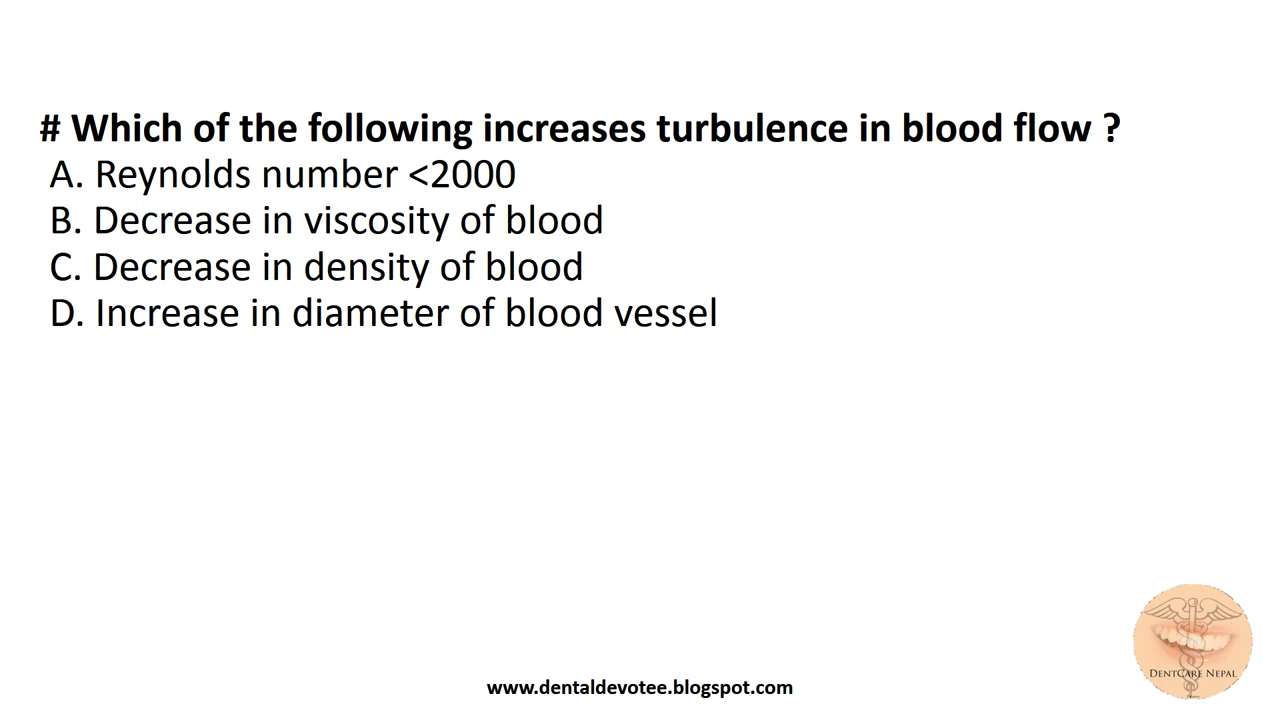 # Which of the following increases turbulence in blood flow ?
A. Reynolds number <2000
B. Decrease in viscosity of blood
C. Decrease in density of blood
D. Increase in diameter of blood vessel
DentCare Nepal
www.dentaldevotee.blogspot.com